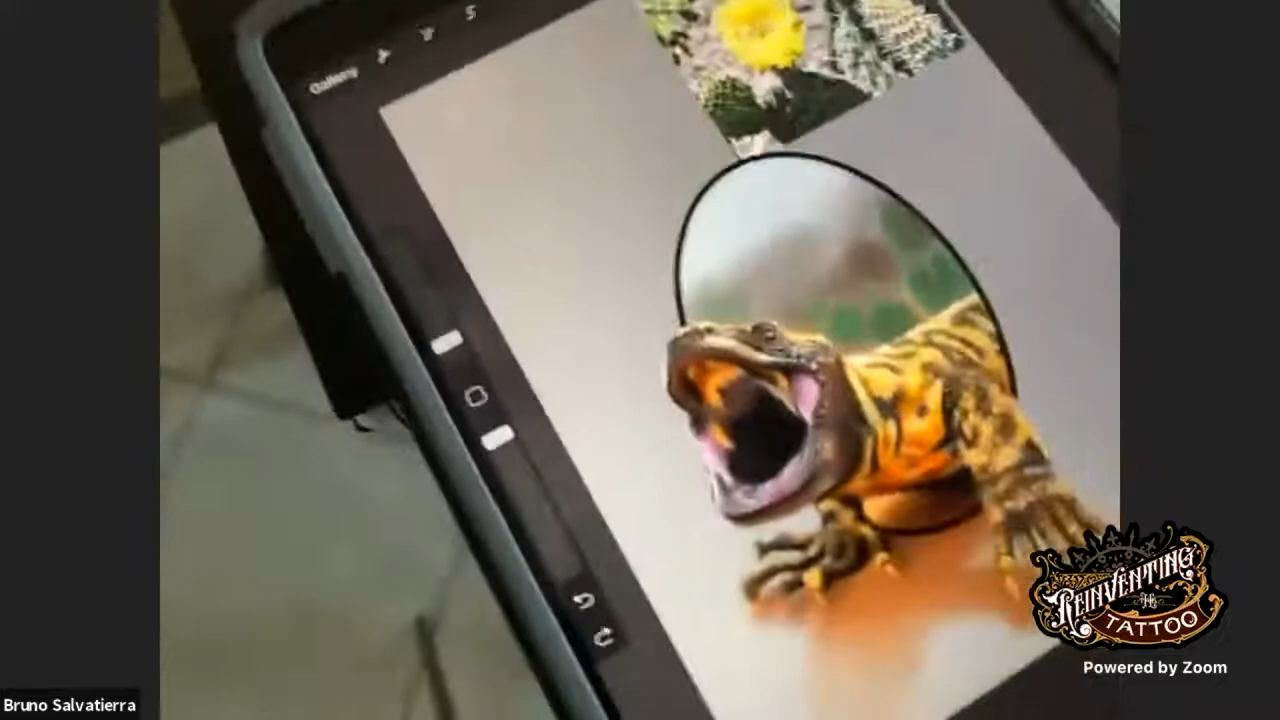 Gallery
REINVENTING
THE
TATTOO
Powered by Zoom
Bruno Salvatierra